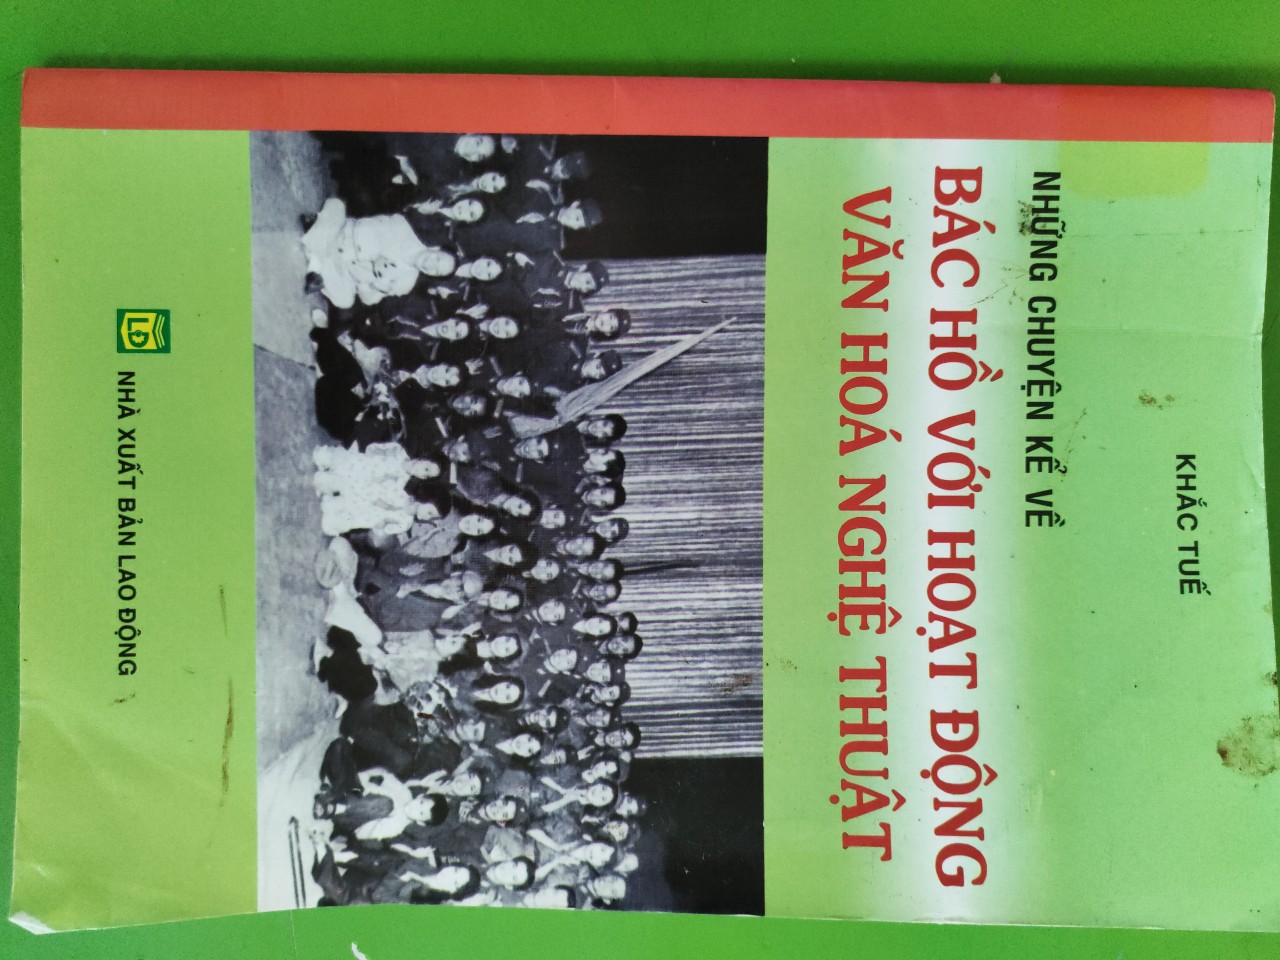 KHẮC TUẾ
NHỮNG CHUYỆN KỂ VỀ
BÁC HỒ VỚI HOẠT ĐỘNG
VĂN HOÁ NGHỆ THUẬT
LĐ
NHÀ XUẤT BẢN LAO ĐỘNG